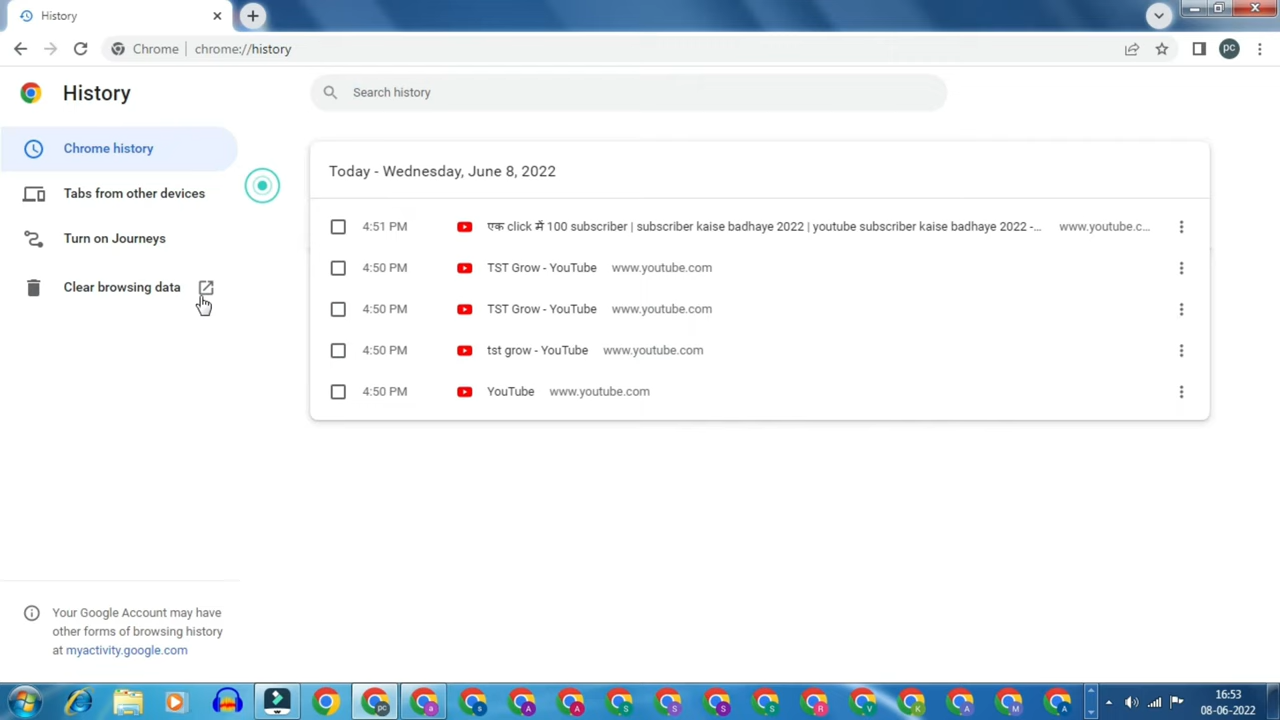 History
Chrome
chrome://history
pc
History
Search history
Chrome history
Tabs from other devices
Turn on Journeys
Clear browsing data
Today - Wednesday, June 8, 2022
4:51 PM एक click में 100 subscriber | subscriber kaise badhaye 2022 | youtube subscriber kaise badhaye 2022 -... www.youtube.c...
4:50 PM TST Grow - YouTube www.youtube.com
4:50 PM TST Grow - YouTube www.youtube.com
4:50 PM tst grow - YouTube www.youtube.com
4:50 PM YouTube www.youtube.com
Your Google Account may have
other forms of browsing history
at myactivity.google.com
pc a s A A S S S S R V K A M A
16:53
08-06-2022